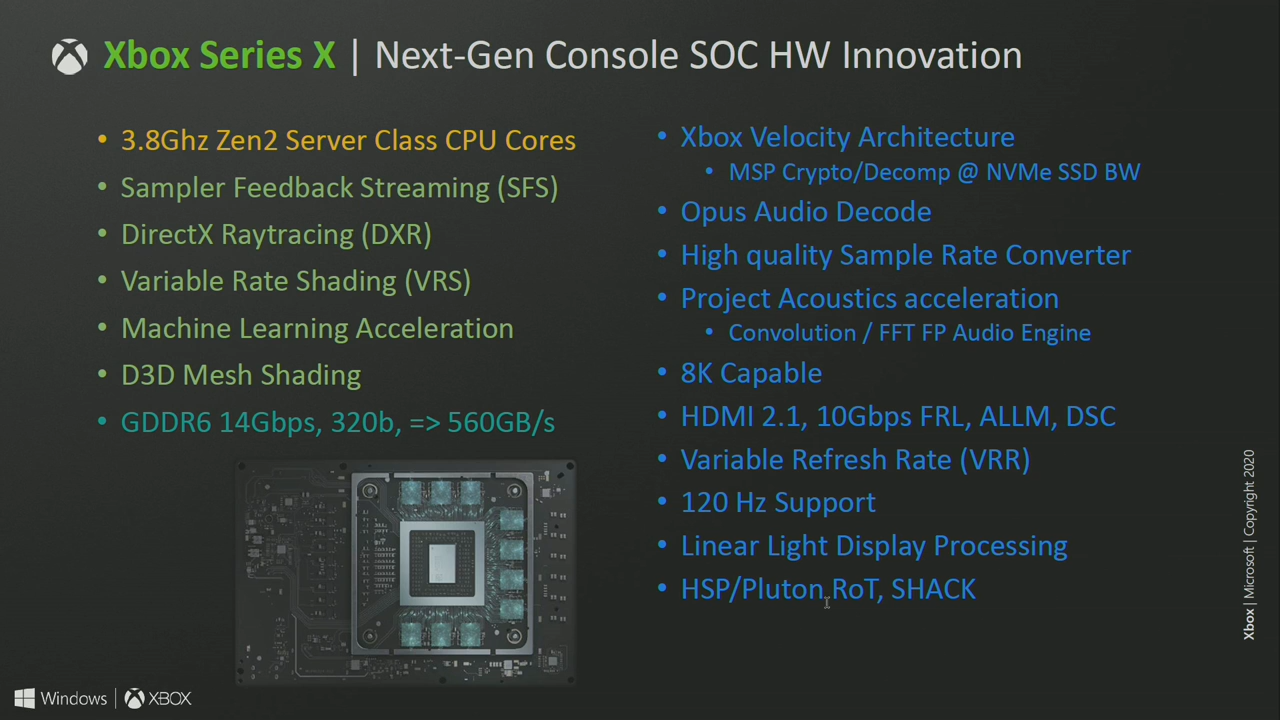 Xbox Series X | Next-Gen Console SOC HW Innovation
• 3.8Ghz Zen2 Server Class CPU Cores
• Sampler Feedback Streaming (SFS)
• DirectX Raytracing (DXR)
• Variable Rate Shading (VRS)
• Machine Learning Acceleration
• D3D Mesh Shading
• GDDR6 14Gbps, 320b, => 560GB/s
• Xbox Velocity Architecture
• MSP Crypto/Decomp @ NVMe SSD BW
• Opus Audio Decode
• High quality Sample Rate Converter
• Project Acoustics acceleration
• Convolution / FFT FP Audio Engine
• 8K Capable
• HDMI 2.1, 10Gbps FRL, ALLM, DSC
• Variable Refresh Rate (VRR)
• 120 Hz Support
• Linear Light Display Processing
• HSP/Pluton RoT, SHACK
Xbox | Microsoft | Copyright 2020
Windows | XBOX